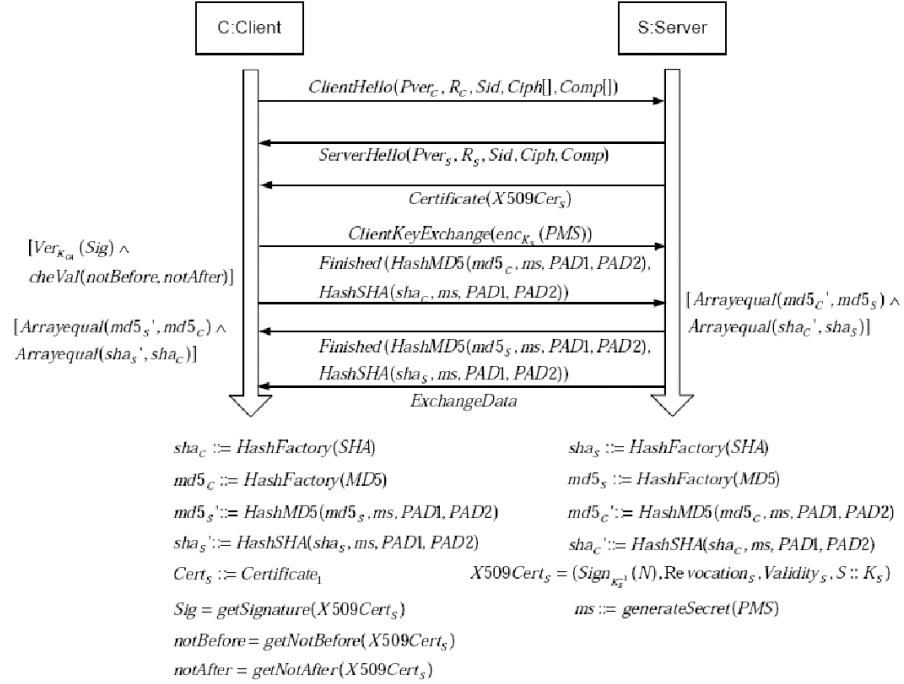 C:Client
S:Server
ClientHello(Pver_C, R_C, Sid, Ciph[], Comp[])
ServerHello(Pver_S, R_S, Sid, Ciph, Comp)
Certificate(X509Cer_S)
ClientKeyExchange(enc_{K_S}(PMS))
[Ver_{K_{CA}}(Sig) ∧
cheVal(notBefore, notAfter)]
Finished(HashMD5(md5_C, ms, PAD1, PAD2),
HashSHA(sha_C, ms, PAD1, PAD2))
[Arrayequal(md5_C', md5_S) ∧
Arrayequal(sha_C', sha_S)]
[Arrayequal(md5_S', md5_C) ∧
Arrayequal(sha_S', sha_C)]
Finished(HashMD5(md5_S, ms, PAD1, PAD2),
HashSHA(sha_S, ms, PAD1, PAD2))
ExchangeData
sha_C ::= HashFactory(SHA)
md5_C ::= HashFactory(MD5)
md5_S'::= HashMD5(md5_S, ms, PAD1, PAD2)
sha_S'::= HashSHA(sha_S, ms, PAD1, PAD2)
Cert_S ::= Certificate_1
Sig = getSignature(X509Cert_S)
notBefore = getNotBefore(X509Cert_S)
notAfter = getNotAfter(X509Cert_S)
sha_S ::= HashFactory(SHA)
md5_S ::= HashFactory(MD5)
md5_C'::= HashMD5(md5_C, ms, PAD1, PAD2)
sha_C'::= HashSHA(sha_C, ms, PAD1, PAD2)
X509Cert_S = (Sign_{K_S^{-1}}(N), Revocation_S, Validity_S, S :: K_S)
ms ::= generateSecret(PMS)